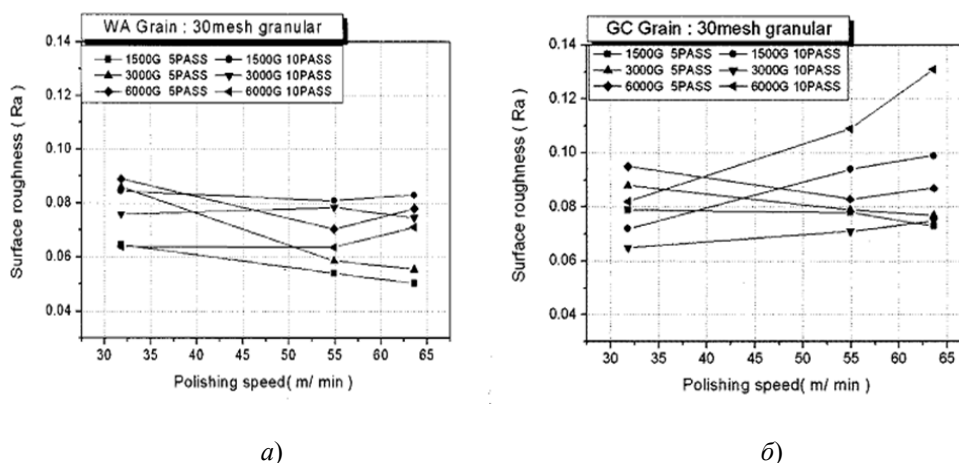 WA Grain : 30mesh granular
1500G 5PASS 1500G 10PASS
3000G 5PASS 3000G 10PASS
6000G 5PASS 6000G 10PASS
0.14
0.12
0.10
0.08
0.06
0.04
Surface roughness ( Ra )
30 35 40 45 50 55 60 65
Polishing speed( m/ min )
а)
GC Grain : 30mesh granular
1500G 5PASS 1500G 10PASS
3000G 5PASS 3000G 10PASS
6000G 5PASS 6000G 10PASS
0.14
0.12
0.10
0.08
0.06
0.04
Surface roughness ( Ra )
30 35 40 45 50 55 60 65
Polishing speed( m/ min )
б)